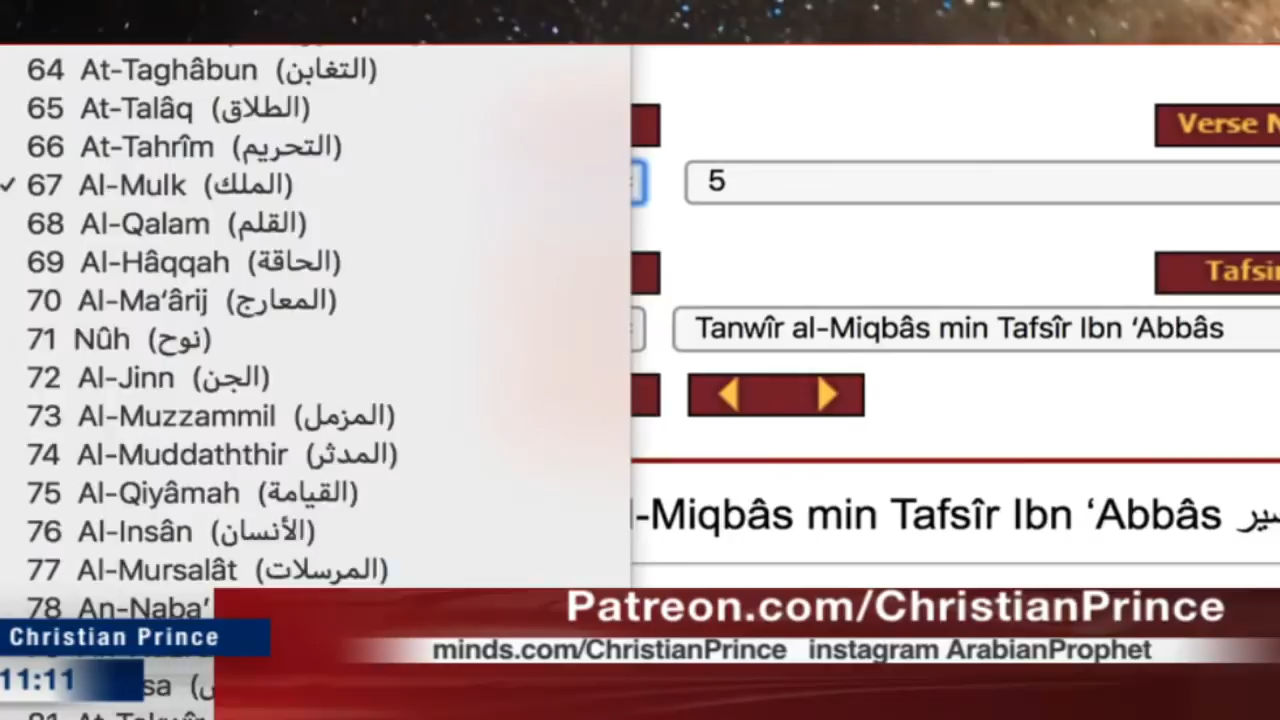 64 At-Taghâbun (التغابن)
65 At-Talâq (الطلاق)
66 At-Tahrîm (التحريم)
✓ 67 Al-Mulk (الملك)
68 Al-Qalam (القلم)
69 Al-Hâqqah (الحاقة)
70 Al-Ma‘ârij (المعارج)
71 Nûh (نوح)
72 Al-Jinn (الجن)
73 Al-Muzzammil (المزمل)
74 Al-Muddaththir (المدثر)
75 Al-Qiyâmah (القيامة)
76 Al-Insân (الأنسان)
77 Al-Mursalât (المرسلات)
78 An-Naba‘
Verse N
5
Tafsir
Tanwîr al-Miqbâs min Tafsîr Ibn ‘Abbâs
-Miqbâs min Tafsîr Ibn ‘Abbâs سير
Patreon.com/ChristianPrince
Christian Prince
minds.com/ChristianPrince instagram ArabianProphet
11:11